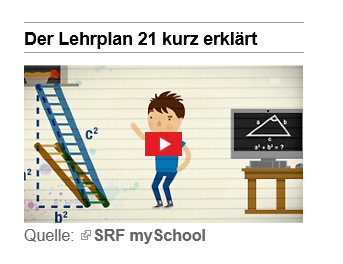 Der Lehrplan 21 kurz erklärt
c²
b²
a
b
c
a² + b² = ?
Quelle: SRF mySchool